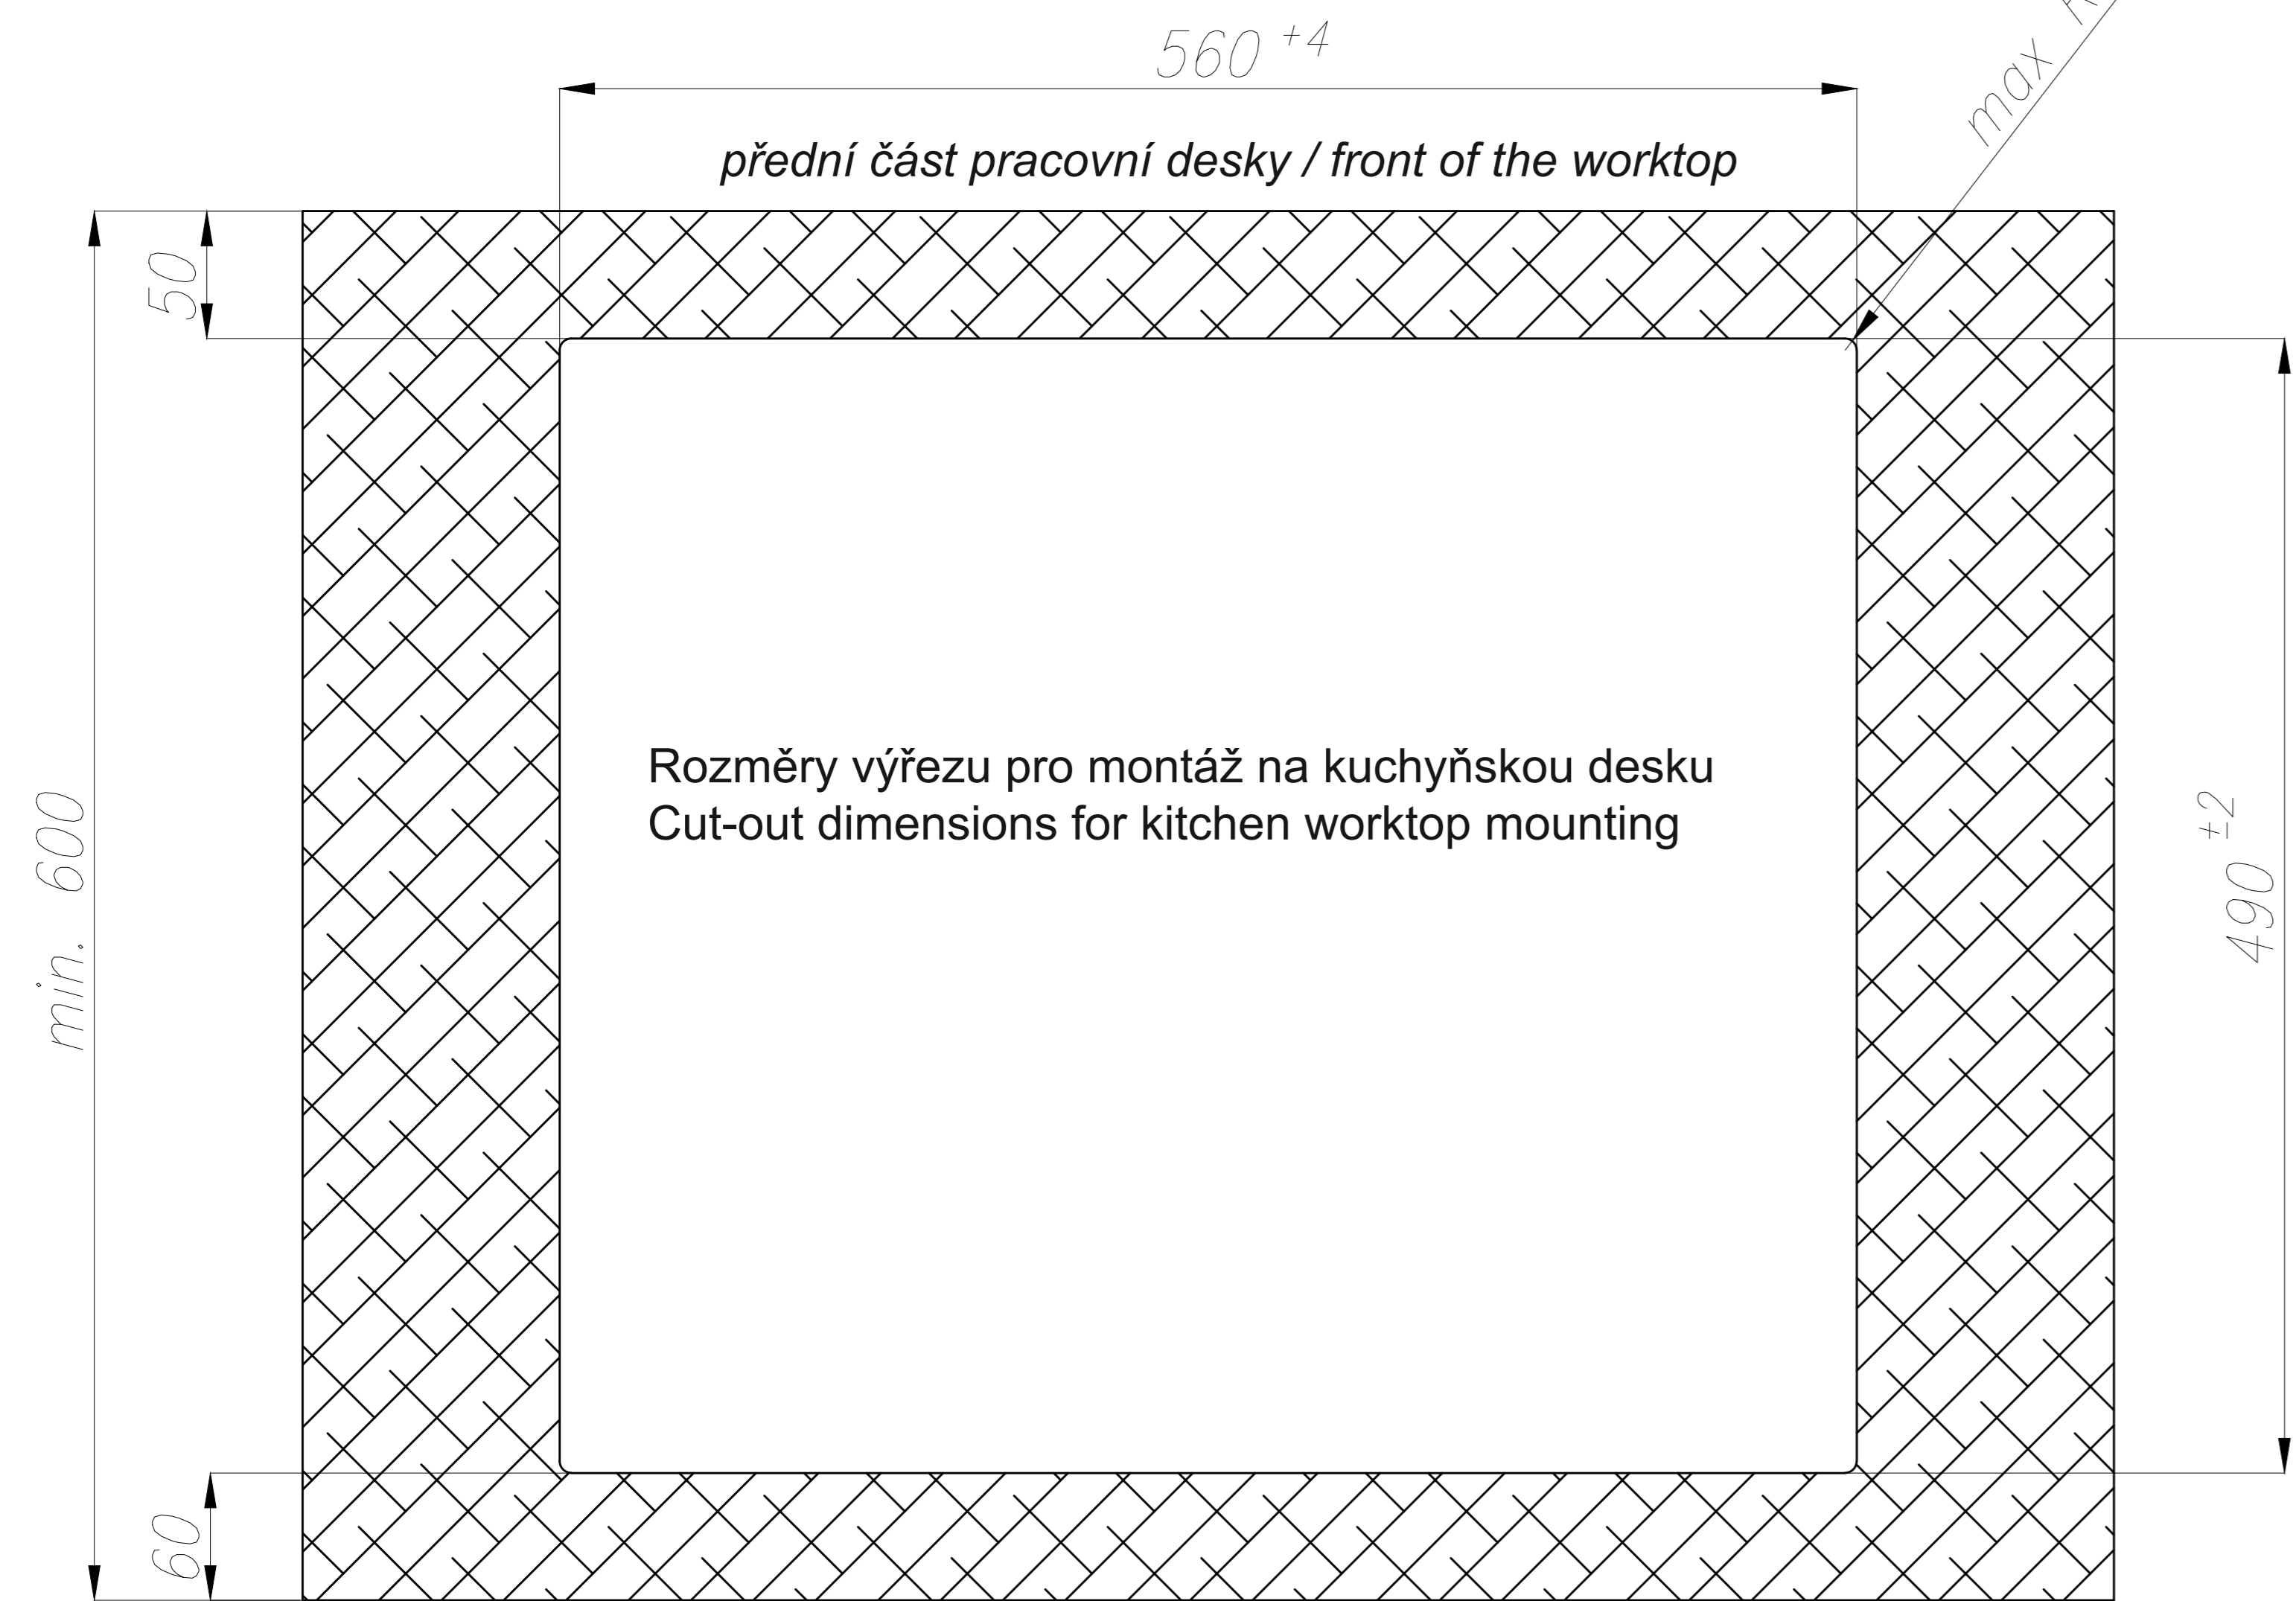 560 +4
max
přední část pracovní desky / front of the worktop
50
Rozměry výřezu pro montáž na kuchyňskou desku
Cut-out dimensions for kitchen worktop mounting
min. 600
490 ±2
60